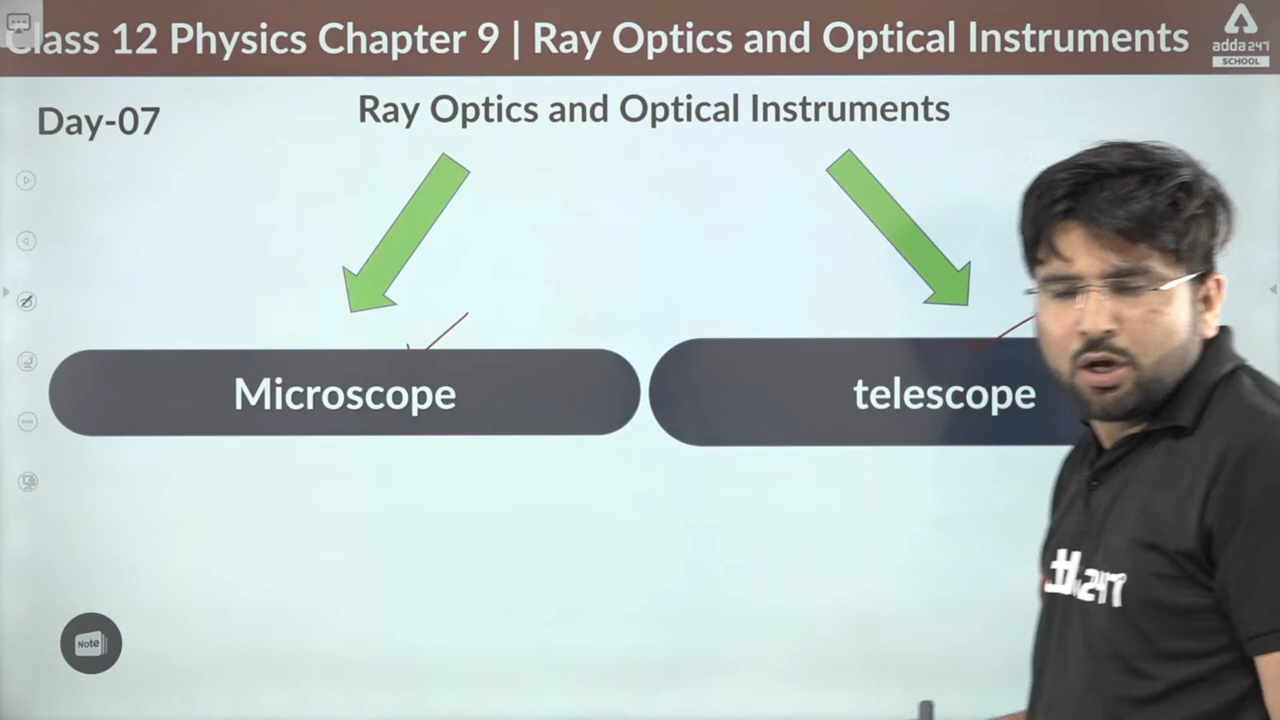 Class 12 Physics Chapter 9 | Ray Optics and Optical Instruments
adda247
SCHOOL
Day-07
Ray Optics and Optical Instruments
Microscope
telescope
Note
247